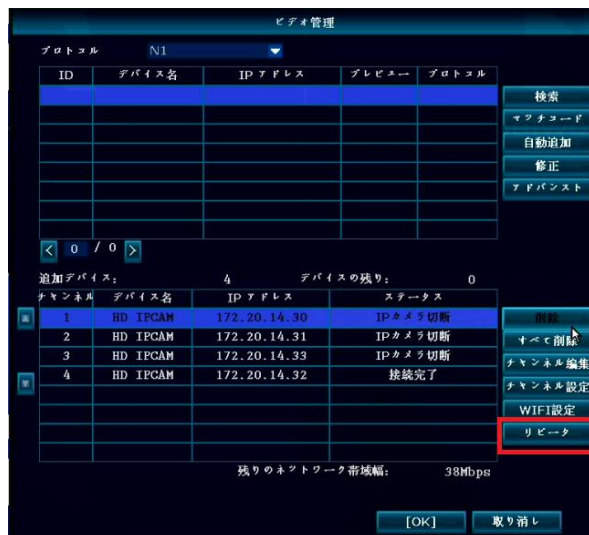 ビデオ管理
プロトコル N1
ID デバイス名 IPアドレス プレビュー プロトコル
検索
マッチコード
自動追加
修正
アドバンスト
< 0 / 0 >
追加デバイス: 4 デバイスの残り: 0
チャンネル デバイス名 IPアドレス ステータス
1 HD IPCAM 172.20.14.30 IPカメラ切断 削除
2 HD IPCAM 172.20.14.31 IPカメラ切断 すべて削除
3 HD IPCAM 172.20.14.33 IPカメラ切断 チャンネル編集
4 HD IPCAM 172.20.14.32 接続完了 チャンネル設定
WIFI設定
リピータ
残りのネットワーク帯域幅: 38Mbps
[OK] 取り消し